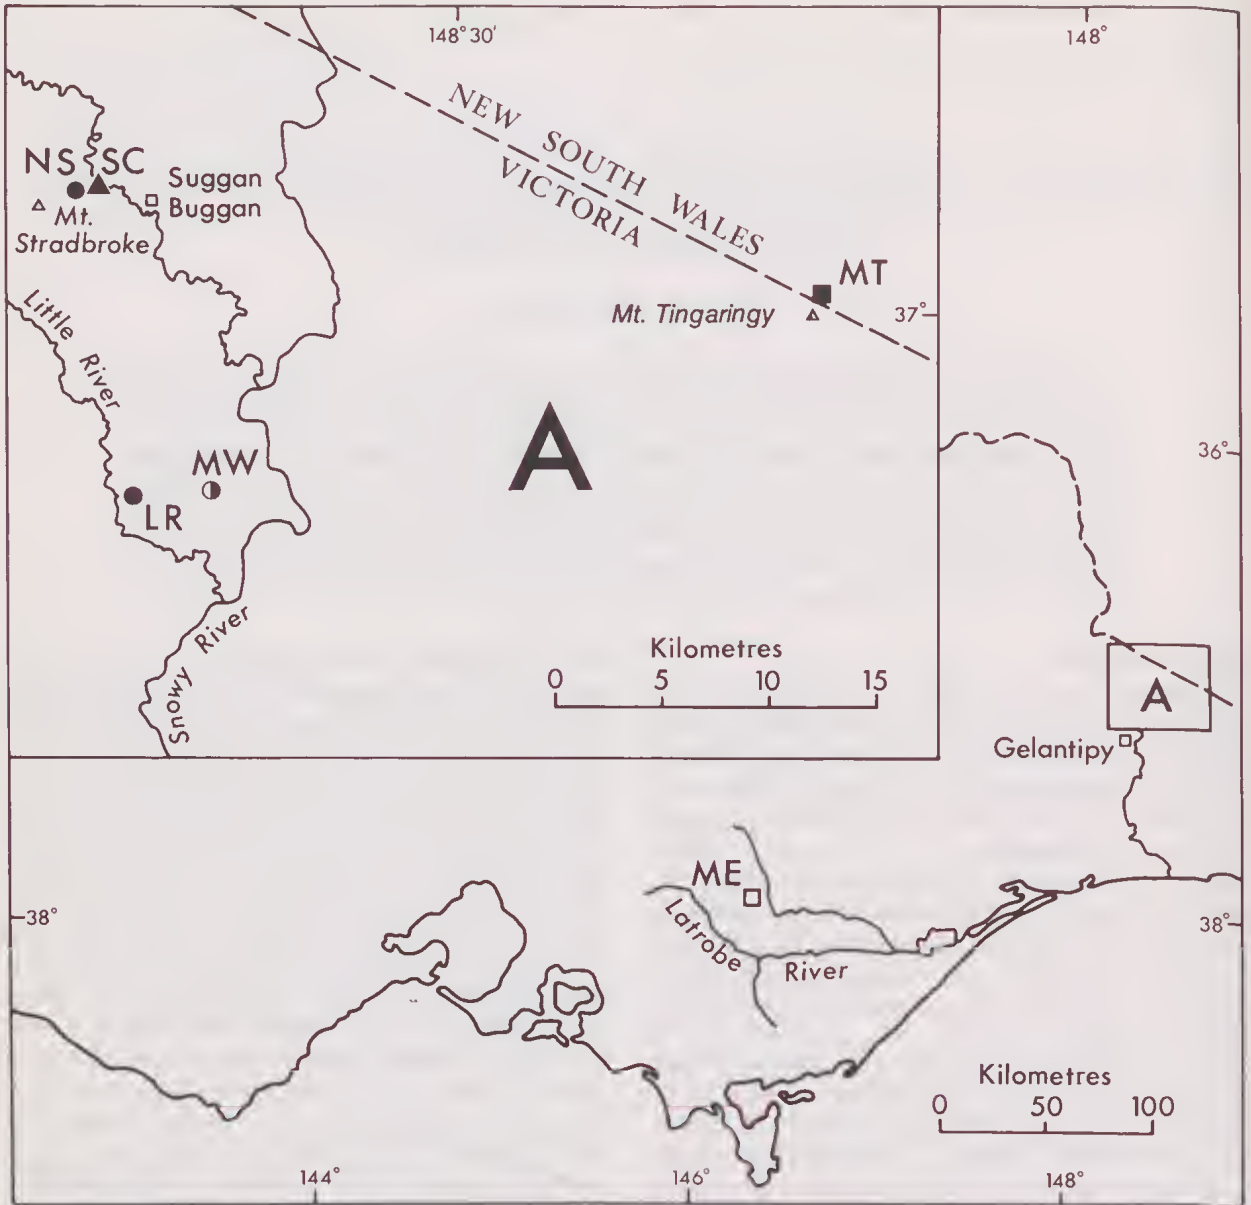 148° 30'
148°
NEW SOUTH WALES
VICTORIA
NS
SC
Suggan
Buggan
Mt.
Stradbroke
MT
Mt. Tingaringy
37°
Little
River
A
MW
LR
36°
Snowy River
Kilometres
0 5 10 15
A
Gelantipy
ME
38°
Latrobe
River
38°
Kilometres
0 50 100
144°
146°
148°